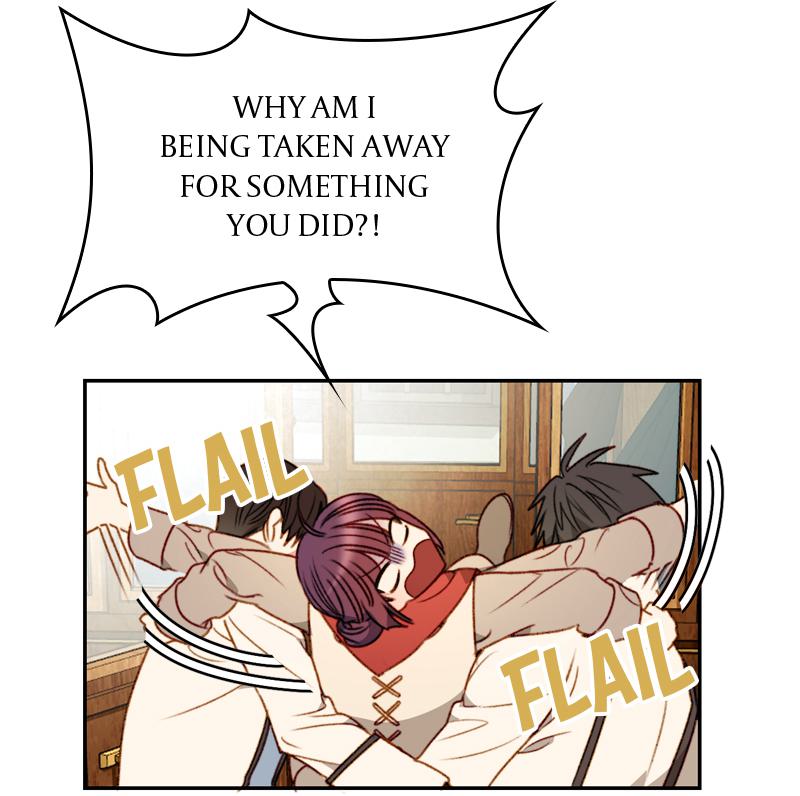 WHY AM I
BEING TAKEN AWAY
FOR SOMETHING
YOU DID?!
FLAIL
FLAIL